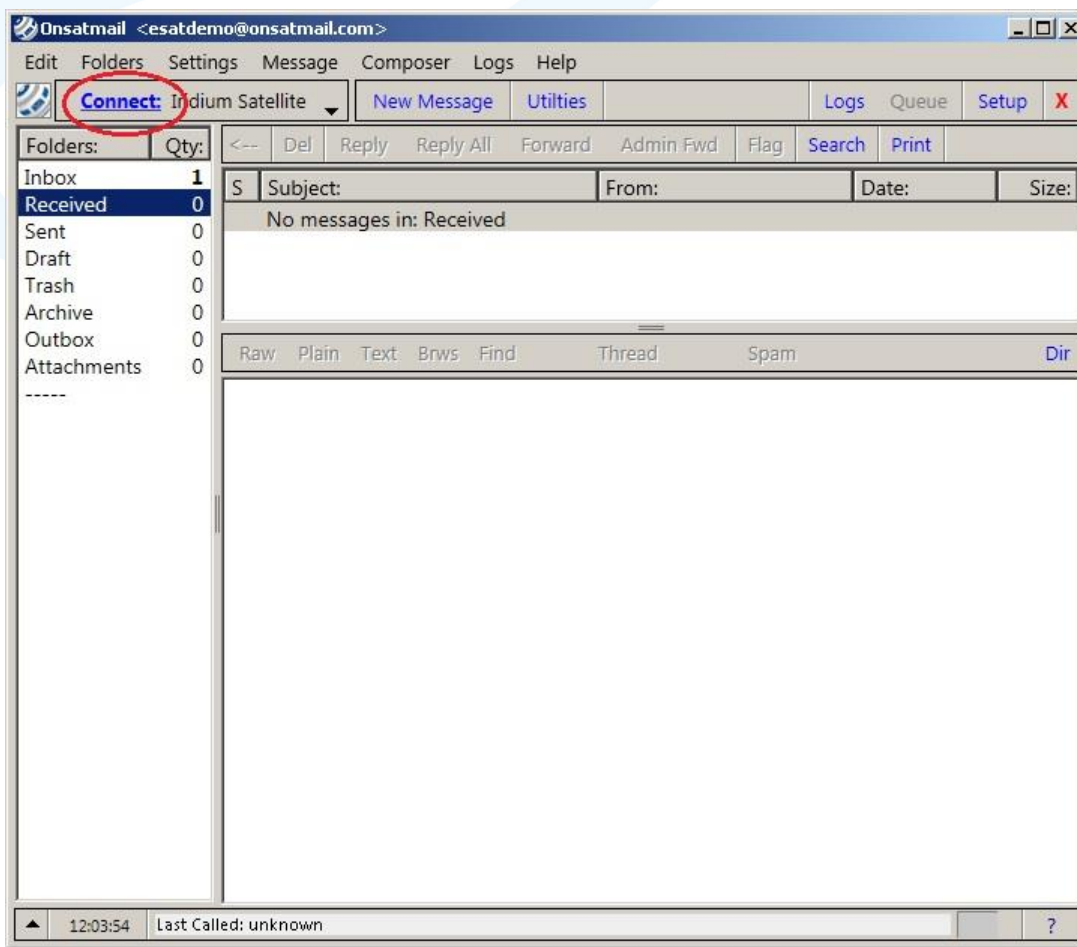 Onsatmail <esatdemo@onsatmail.com>
Edit Folders Settings Message Composer Logs Help
Connect: Iridium Satellite New Message Utilties Logs Queue Setup X
Folders: Qty: <-- Del Reply Reply All Forward Admin Fwd Flag Search Print
Inbox 1
Received 0
Sent 0
Draft 0
Trash 0
Archive 0
Outbox 0
Attachments 0
-----
S Subject: From: Date: Size:
No messages in: Received
Raw Plain Text Brws Find Thread Spam Dir
12:03:54 Last Called: unknown ?